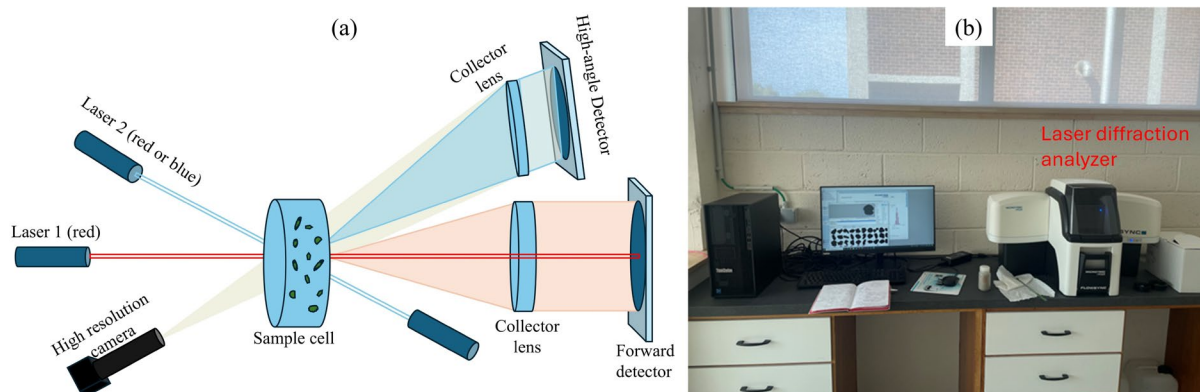 (a)
Laser 2 (red or blue)
Laser 1 (red)
High resolution
camera
Sample cell
Collector
lens
High-angle Detector
Collector
lens
Forward
detector
(b)
Laser diffraction
analyzer
SYNC